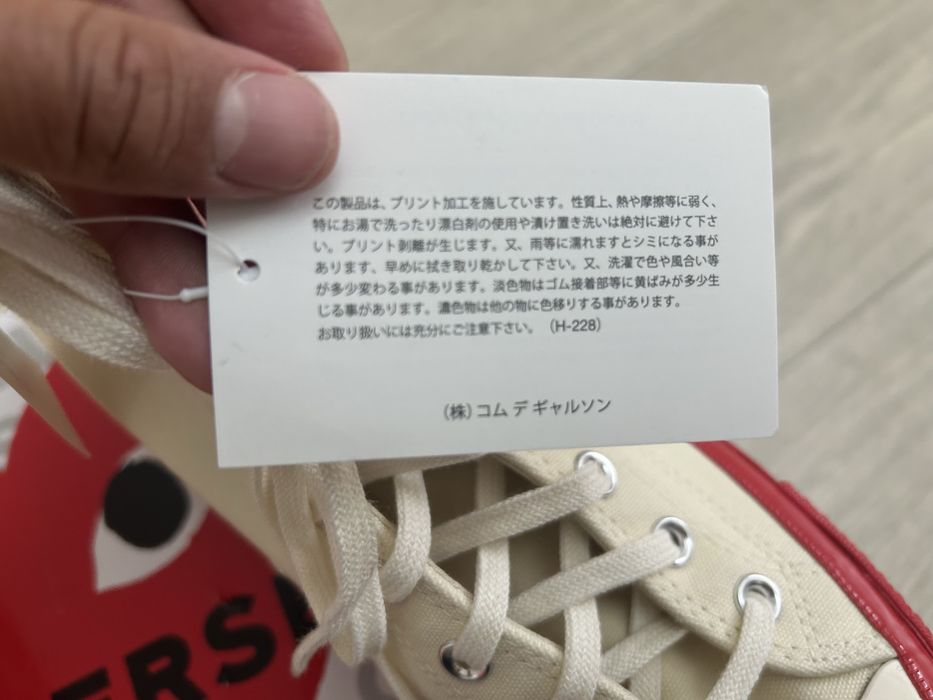 この製品は、プリント加工を施しています。性質上、熱や摩擦等に弱く、
特にお湯で洗ったり漂白剤の使用や漬け置き洗いは絶対に避けて下さ
い。プリント剥離が生じます。又、雨等に濡れますとシミになる事が
あります、早めに拭き取り乾かして下さい。又、洗濯で色や風合い等
が多少変わる事があります。淡色物はゴム接着部等に黄ばみが多少生
じる事があります。濃色物は他の物に色移りする事があります。
お取り扱いには充分にご注意下さい。（H-228）
（株）コム デ ギャルソン
ERS